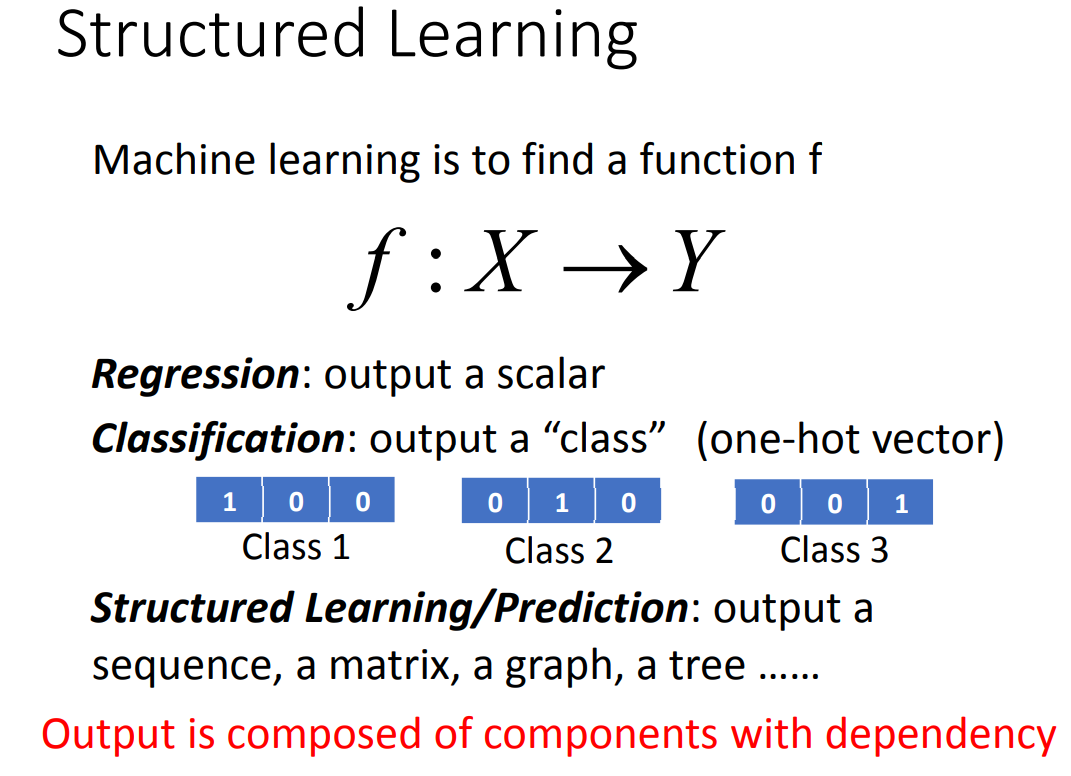 Structured Learning
Machine learning is to find a function f
f : X → Y
Regression: output a scalar
Classification: output a “class” (one-hot vector)
1 0 0 0 1 0 0 0 1
Class 1 Class 2 Class 3
Structured Learning/Prediction: output a
sequence, a matrix, a graph, a tree ……
Output is composed of components with dependency